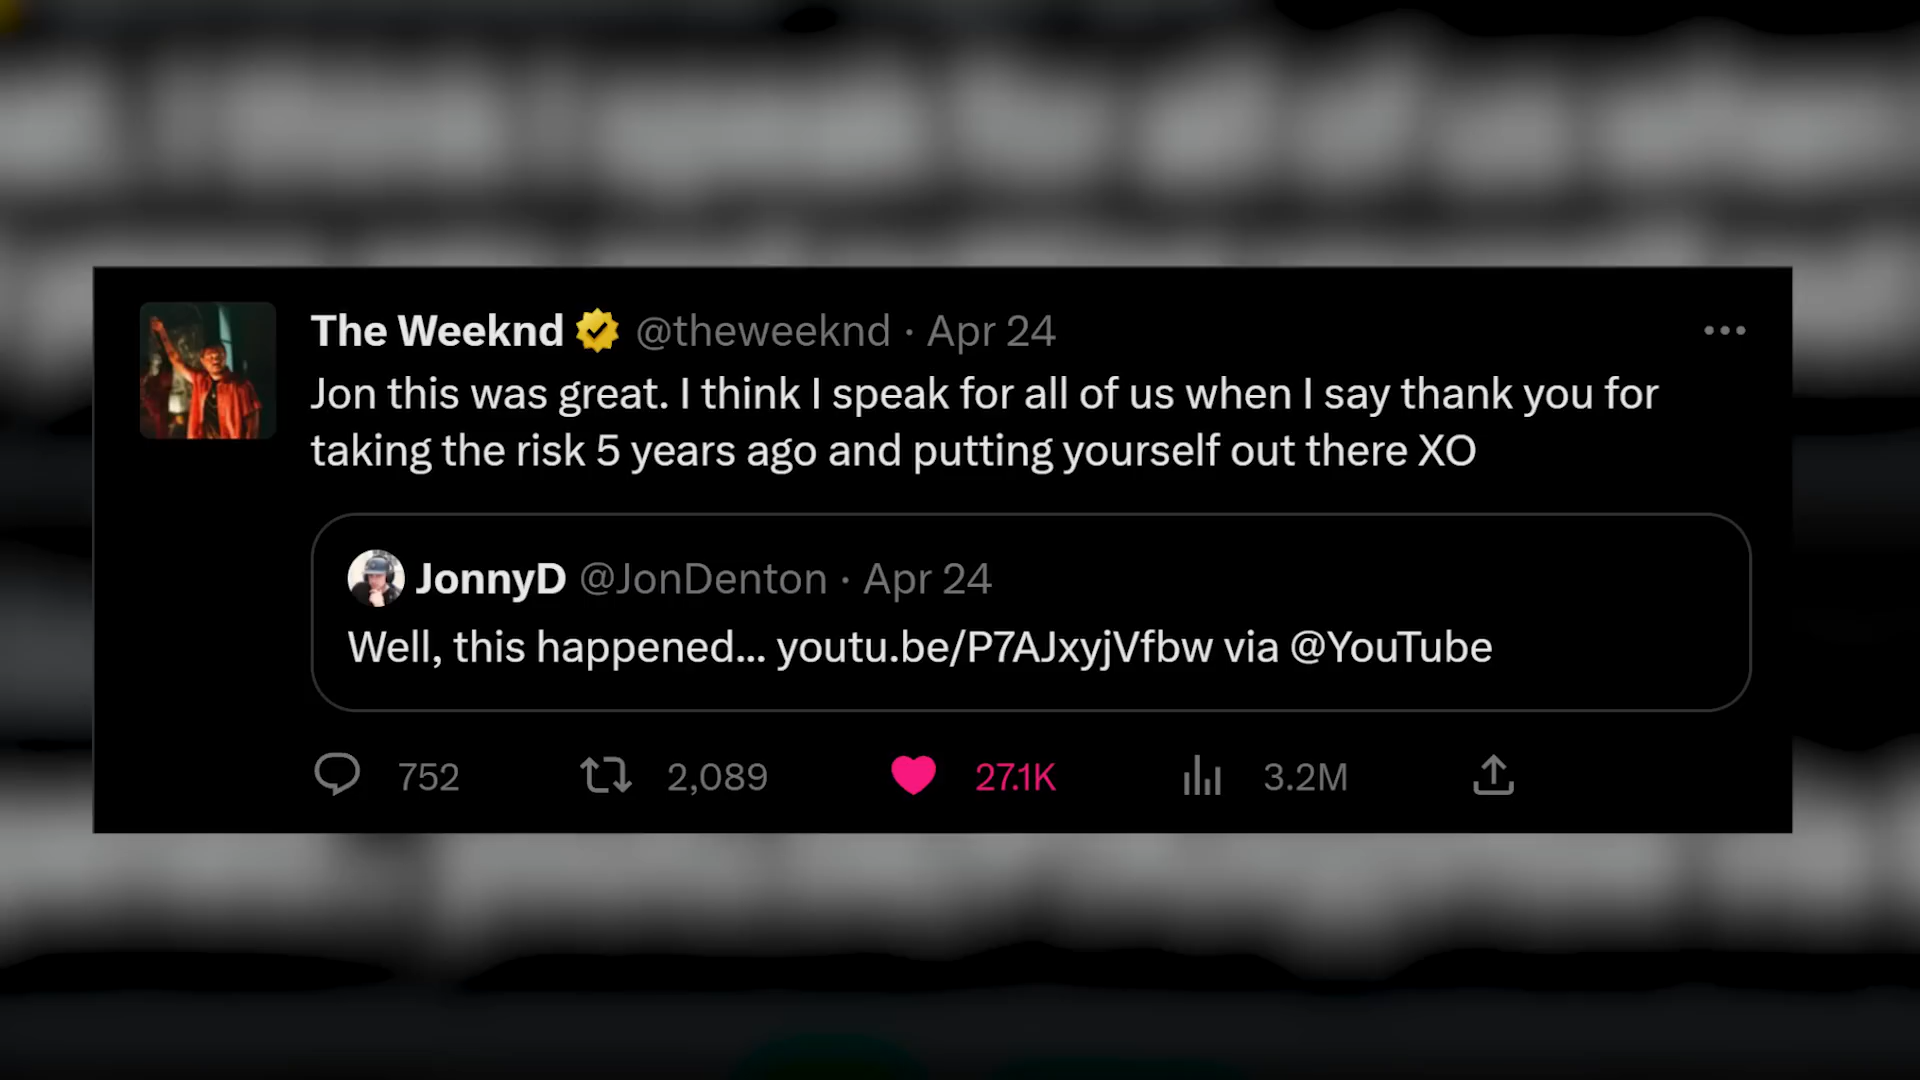 The Weeknd @theweeknd · Apr 24
Jon this was great. I think I speak for all of us when I say thank you for
taking the risk 5 years ago and putting yourself out there XO
JonnyD @JonDenton · Apr 24
Well, this happened... youtu.be/P7AJxyjVfbw via @YouTube
752 2,089 27.1K 3.2M